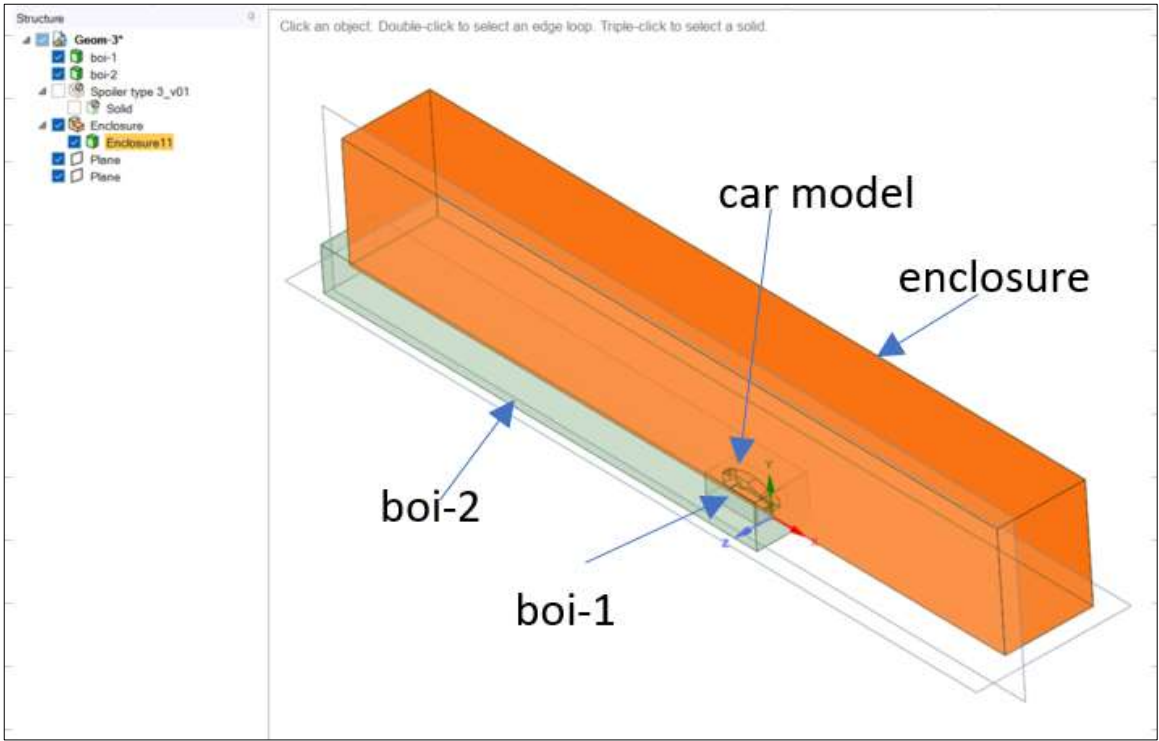 Structure
Geom-3*
boi-1
boi-2
Spoiler type 3_v01
Solid
Enclosure
Enclosure11
Plane
Plane
Click an object. Double-click to select an edge loop. Triple-click to select a solid.
car model
enclosure
boi-2
boi-1
Y
Z
X